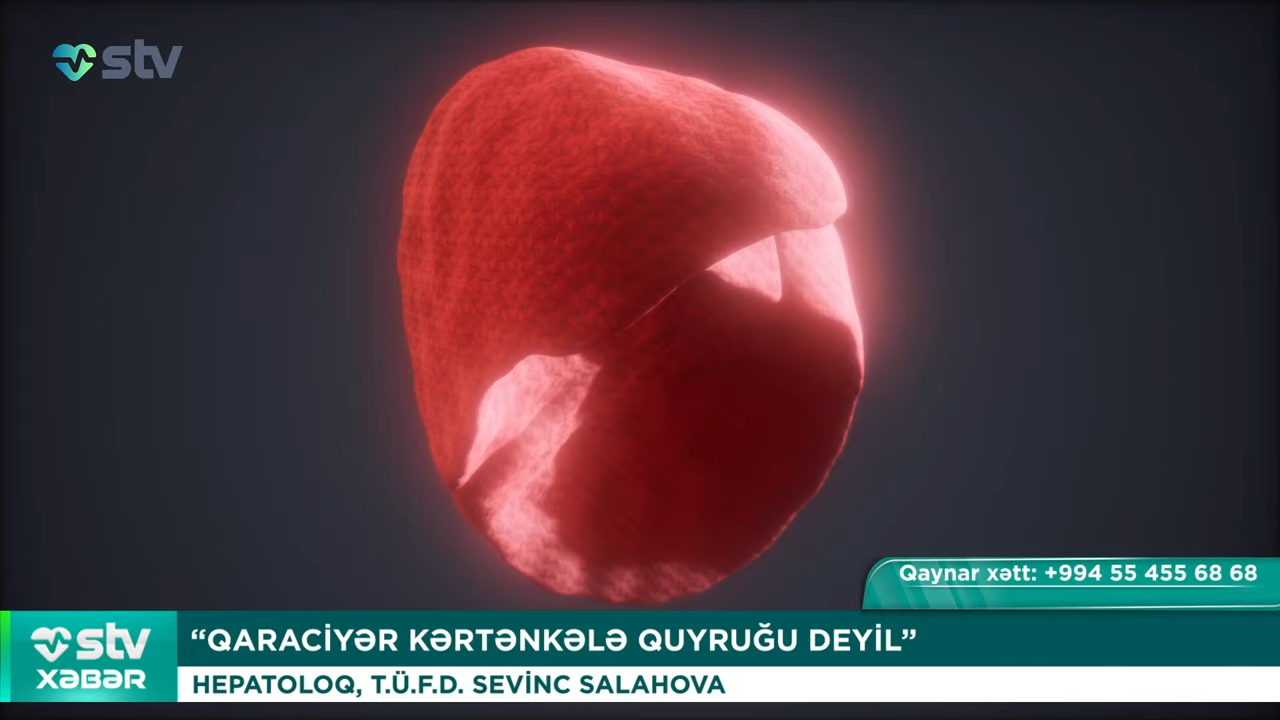 stv
Qaynar xətt: +994 55 455 68 68
stv
XƏBƏR
“QARACİYƏR KƏRTƏNKƏLƏ QUYRUĞU DEYİL”
HEPATOLOQ, T.Ü.F.D. SEVİNC SALAHOVA